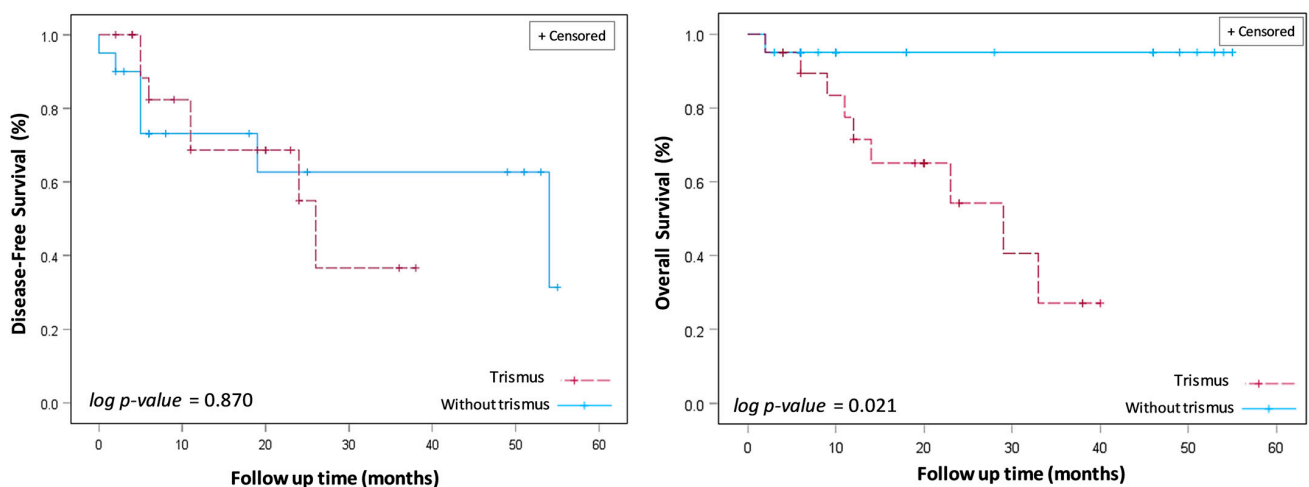 + Censored
1.0
0.8
0.6
0.4
0.2
0.0
Disease-Free Survival (%)
Trismus
Without trismus
log p-value = 0.870
0 10 20 30 40 50 60
Follow up time (months)
+ Censored
1.0
0.8
0.6
0.4
0.2
0.0
Overall Survival (%)
Trismus
Without trismus
log p-value = 0.021
0 10 20 30 40 50 60
Follow up time (months)